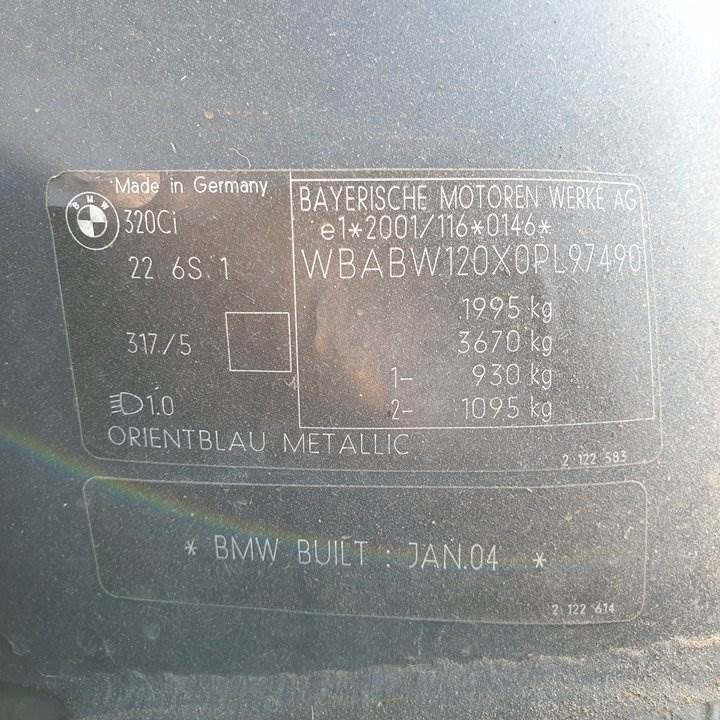 Made in Germany
BMW
320Ci
22 6S 1
317/5
1.0
ORIENTBLAU METALLIC
BAYERISCHE MOTOREN WERKE AG
e1*2001/116*0146*
WBABW120X0PL97490
1995 kg
3670 kg
1- 930 kg
2- 1095 kg
2 122 583
* BMW BUILT : JAN.04 *
2 122 614